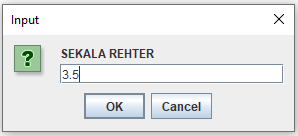 Input
SEKALA REHTER
3.5
OK
Cancel